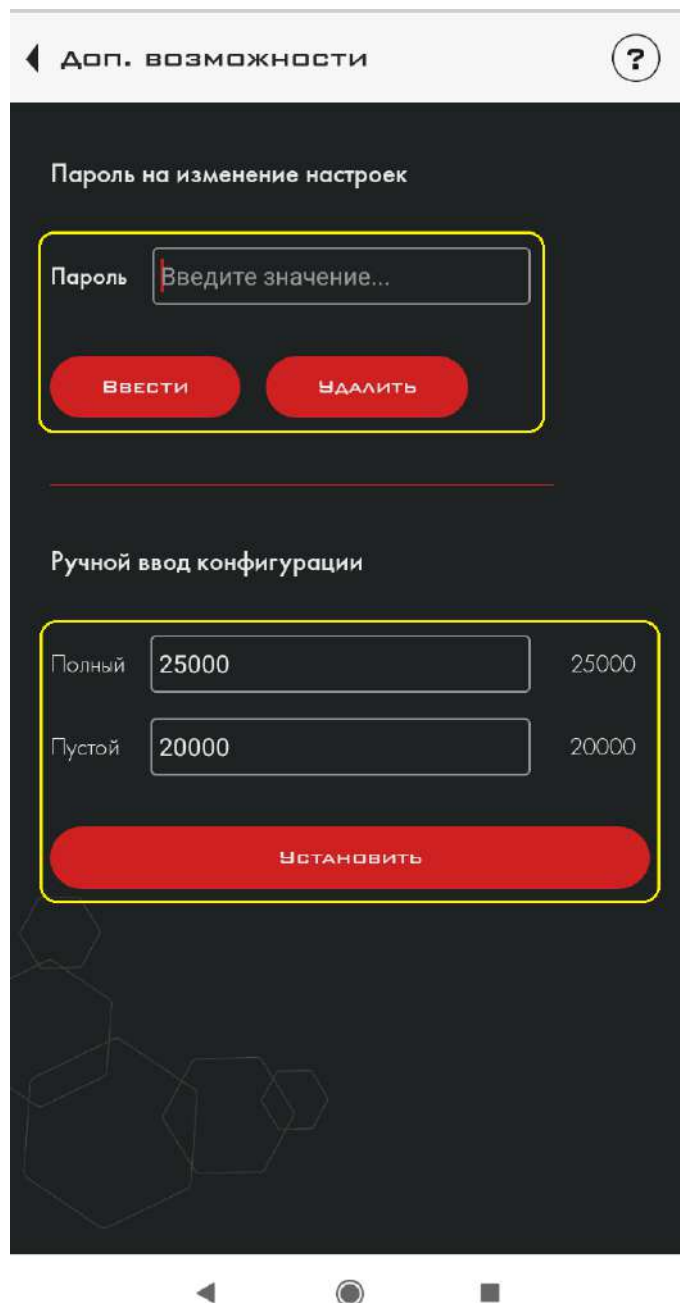 Доп. возможности
?
Пароль на изменение настроек
Пароль Введите значение...
Ввести Удалить
Ручной ввод конфигурации
Полный 25000 25000
Пустой 20000 20000
Установить